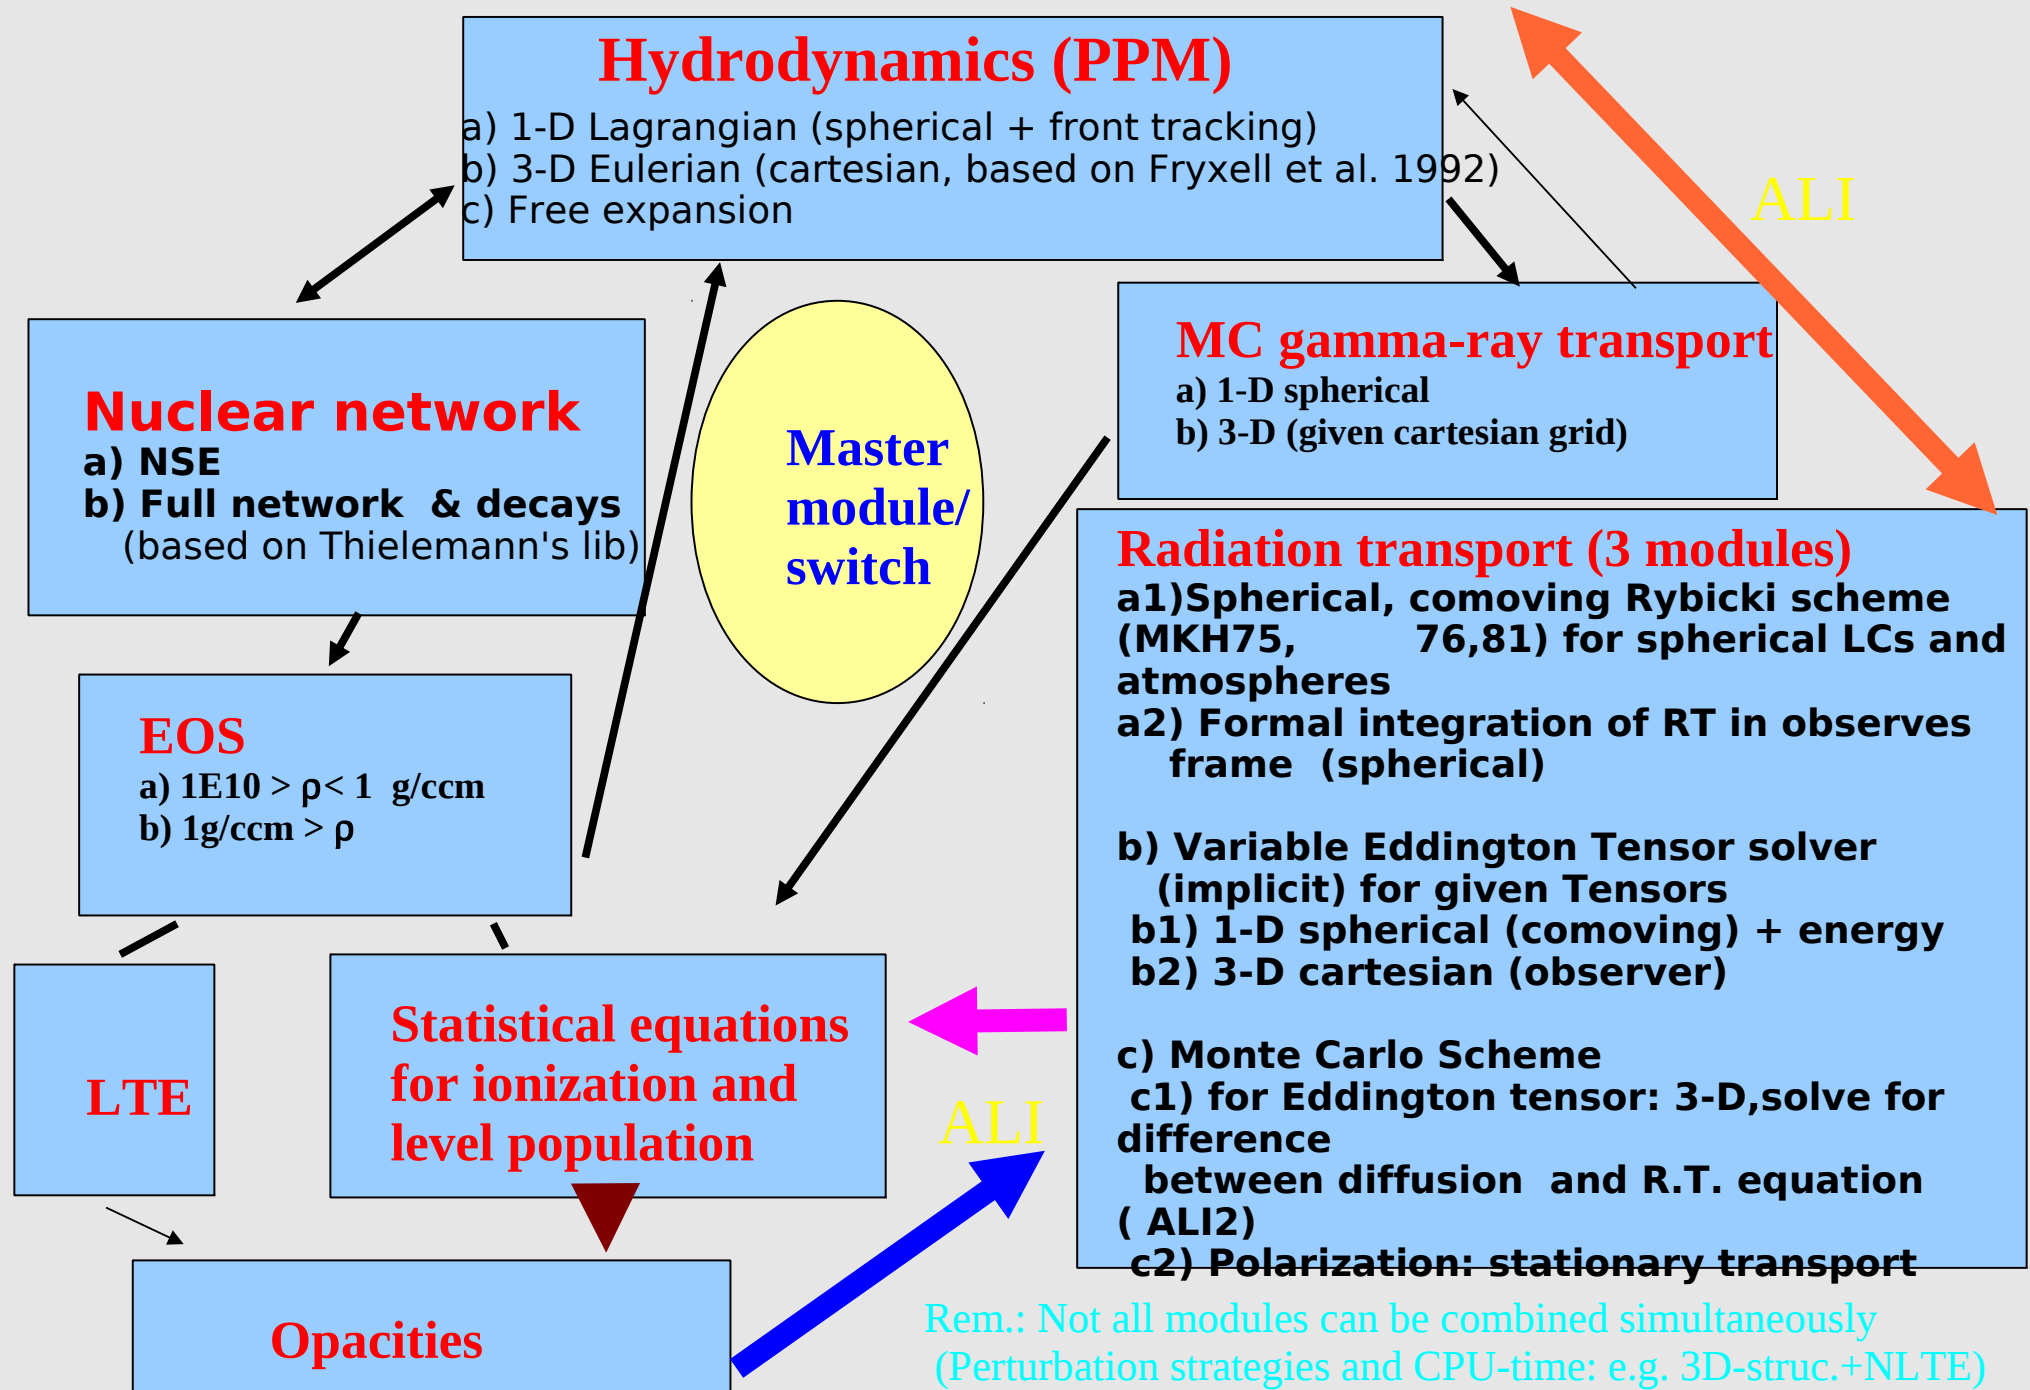 Hydrodynamics (PPM)
a) 1-D Lagrangian (spherical + front tracking)
b) 3-D Eulerian (cartesian, based on Fryxell et al. 1992)
c) Free expansion
ALI
MC gamma-ray transport
a) 1-D spherical
b) 3-D (given cartesian grid)
Nuclear network
a) NSE
b) Full network & decays
(based on Thielemann's lib)
Master
module/
switch
EOS
a) 1E10 > ρ< 1 g/ccm
b) 1g/ccm > ρ
Radiation transport (3 modules)
a1)Spherical, comoving Rybicki scheme
(MKH75, 76,81) for spherical LCs and
atmospheres
a2) Formal integration of RT in observes
frame (spherical)
b) Variable Eddington Tensor solver
(implicit) for given Tensors
b1) 1-D spherical (comoving) + energy
b2) 3-D cartesian (observer)
c) Monte Carlo Scheme
c1) for Eddington tensor: 3-D,solve for
difference
between diffusion and R.T. equation
( ALI2)
c2) Polarization: stationary transport
LTE
Statistical equations
for ionization and
level population
ALI
Opacities
Rem.: Not all modules can be combined simultaneously
(Perturbation strategies and CPU-time: e.g. 3D-struc.+NLTE)